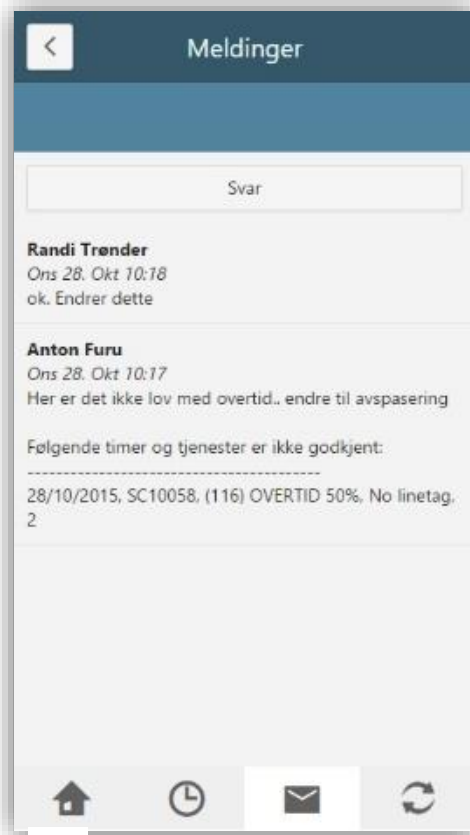 Meldinger
Svar
Randi Trønder
Ons 28. Okt 10:18
ok. Endrer dette
Anton Furu
Ons 28. Okt 10:17
Her er det ikke lov med overtid.. endre til avspasering
Følgende timer og tjenester er ikke godkjent:
----------------------------------------
28/10/2015, SC10058, (116) OVERTID 50%, No linetag,
2